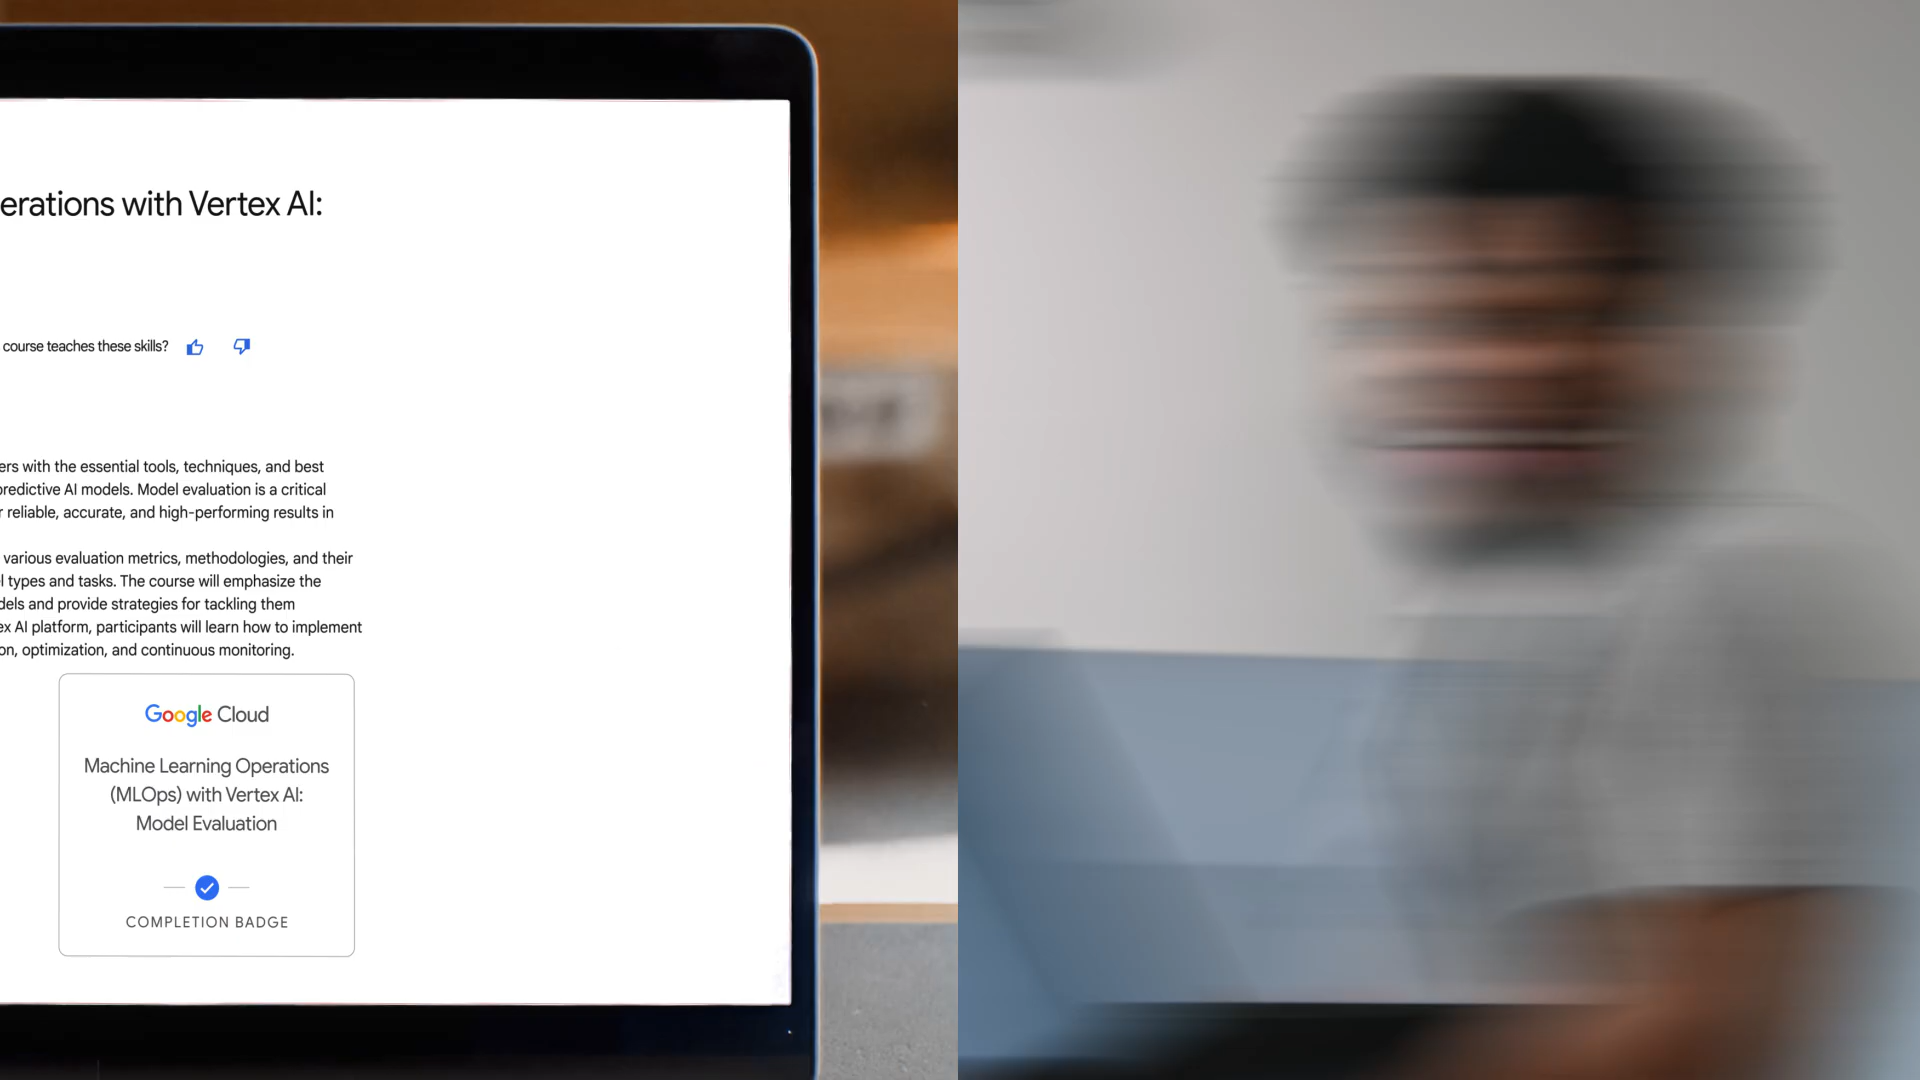 erations with Vertex AI:
course teaches these skills?
ers with the essential tools, techniques, and best
predictive AI models. Model evaluation is a critical
r reliable, accurate, and high-performing results in
various evaluation metrics, methodologies, and their
l types and tasks. The course will emphasize the
dels and provide strategies for tackling them
ex AI platform, participants will learn how to implement
on, optimization, and continuous monitoring.
Google Cloud
Machine Learning Operations
(MLOps) with Vertex AI:
Model Evaluation
COMPLETION BADGE